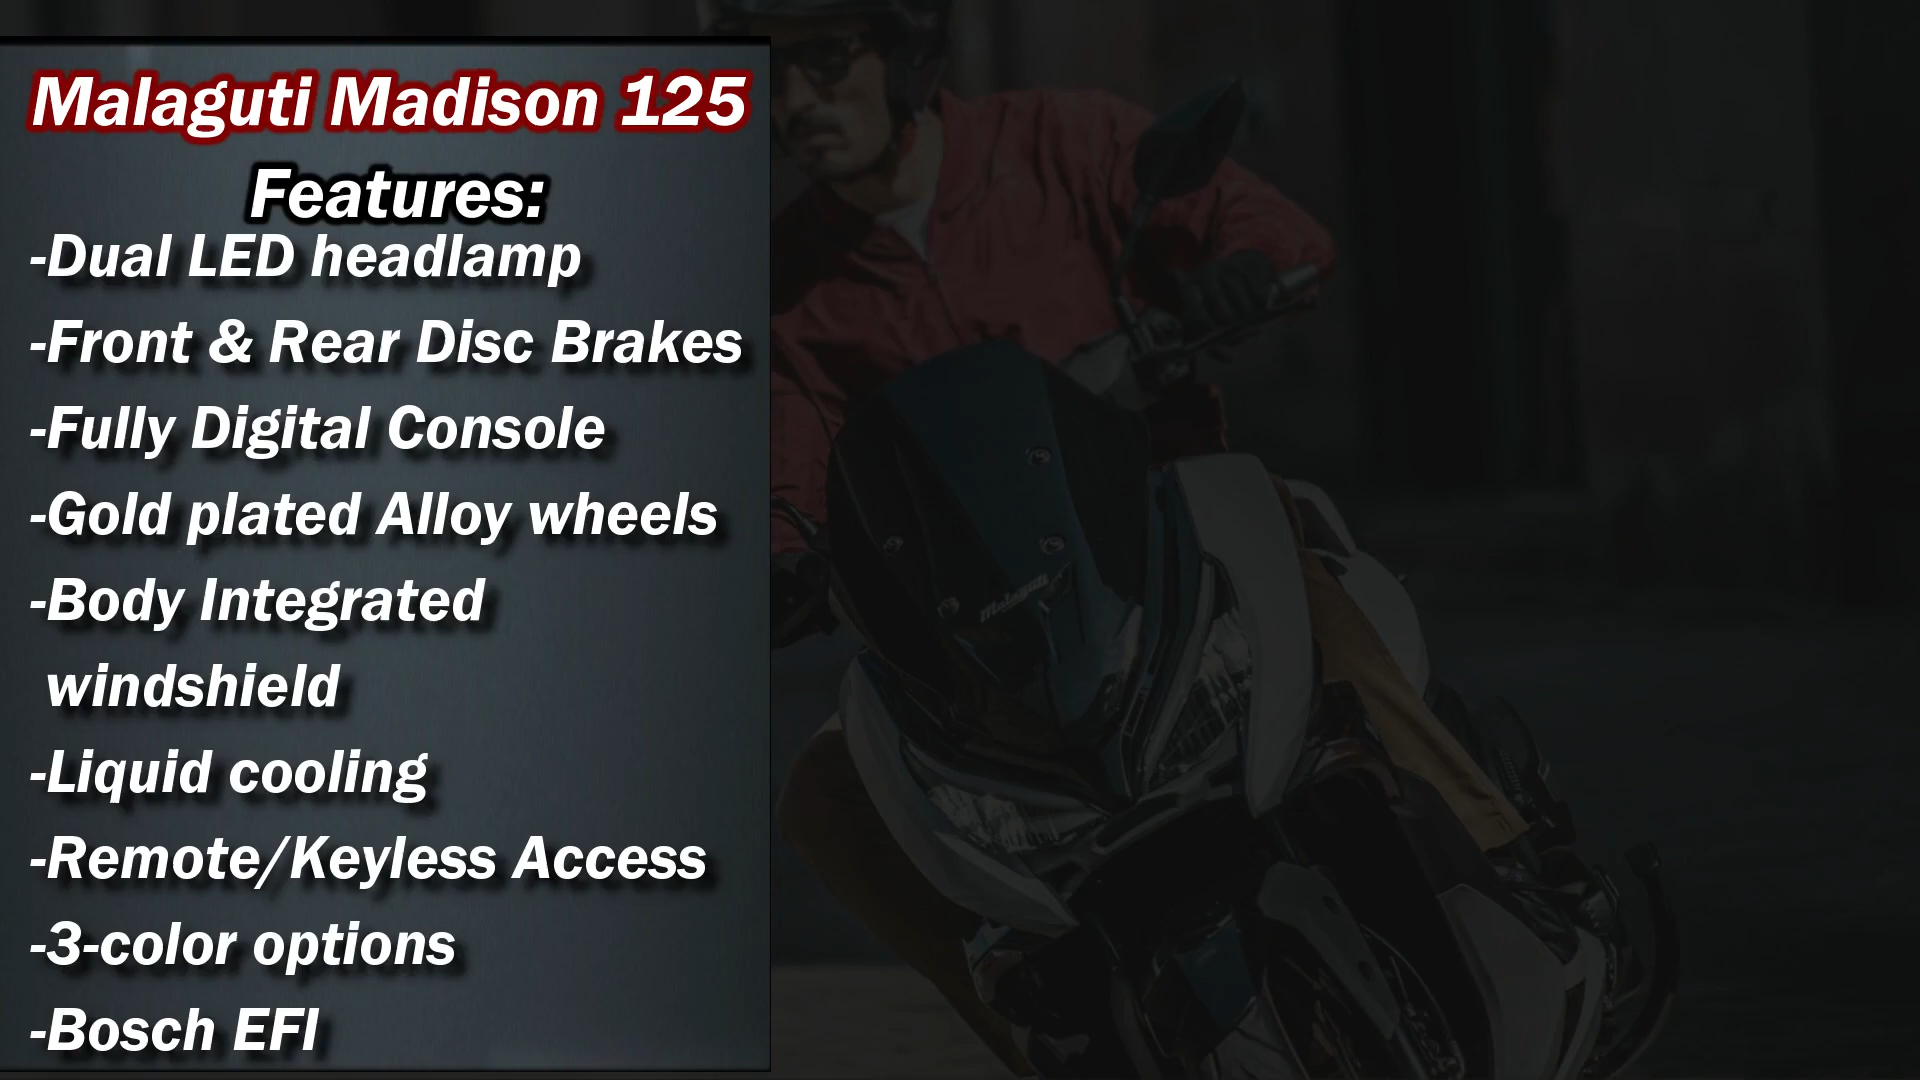 Malaguti Madison 125
Features:
-Dual LED headlamp
-Front & Rear Disc Brakes
-Fully Digital Console
-Gold plated Alloy wheels
-Body Integrated
windshield
-Liquid cooling
-Remote/Keyless Access
-3-color options
-Bosch EFI
Malaguti